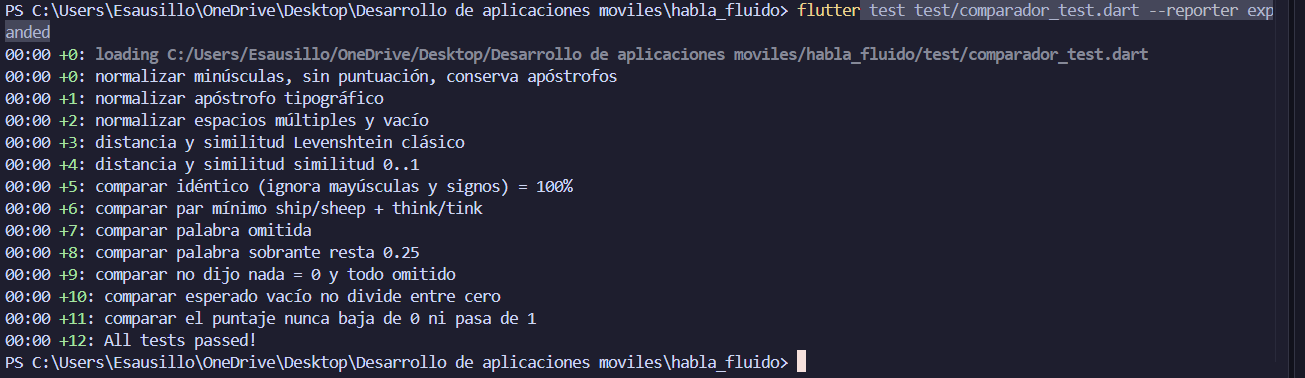 PS C:\Users\Esausillo\OneDrive\Desktop\Desarrollo de aplicaciones moviles\habla_fluido> flutter test test/comparador_test.dart --reporter exp
anded
00:00 +0: loading C:/Users/Esausillo/OneDrive/Desktop/Desarrollo de aplicaciones moviles/habla_fluido/test/comparador_test.dart
00:00 +0: normalizar minúsculas, sin puntuación, conserva apóstrofos
00:00 +1: normalizar apóstrofo tipográfico
00:00 +2: normalizar espacios múltiples y vacío
00:00 +3: distancia y similitud Levenshtein clásico
00:00 +4: distancia y similitud similitud 0..1
00:00 +5: comparar idéntico (ignora mayúsculas y signos) = 100%
00:00 +6: comparar par mínimo ship/sheep + think/tink
00:00 +7: comparar palabra omitida
00:00 +8: comparar palabra sobrante resta 0.25
00:00 +9: comparar no dijo nada = 0 y todo omitido
00:00 +10: comparar esperado vacío no divide entre cero
00:00 +11: comparar el puntaje nunca baja de 0 ni pasa de 1
00:00 +12: All tests passed!
PS C:\Users\Esausillo\OneDrive\Desktop\Desarrollo de aplicaciones moviles\habla_fluido>